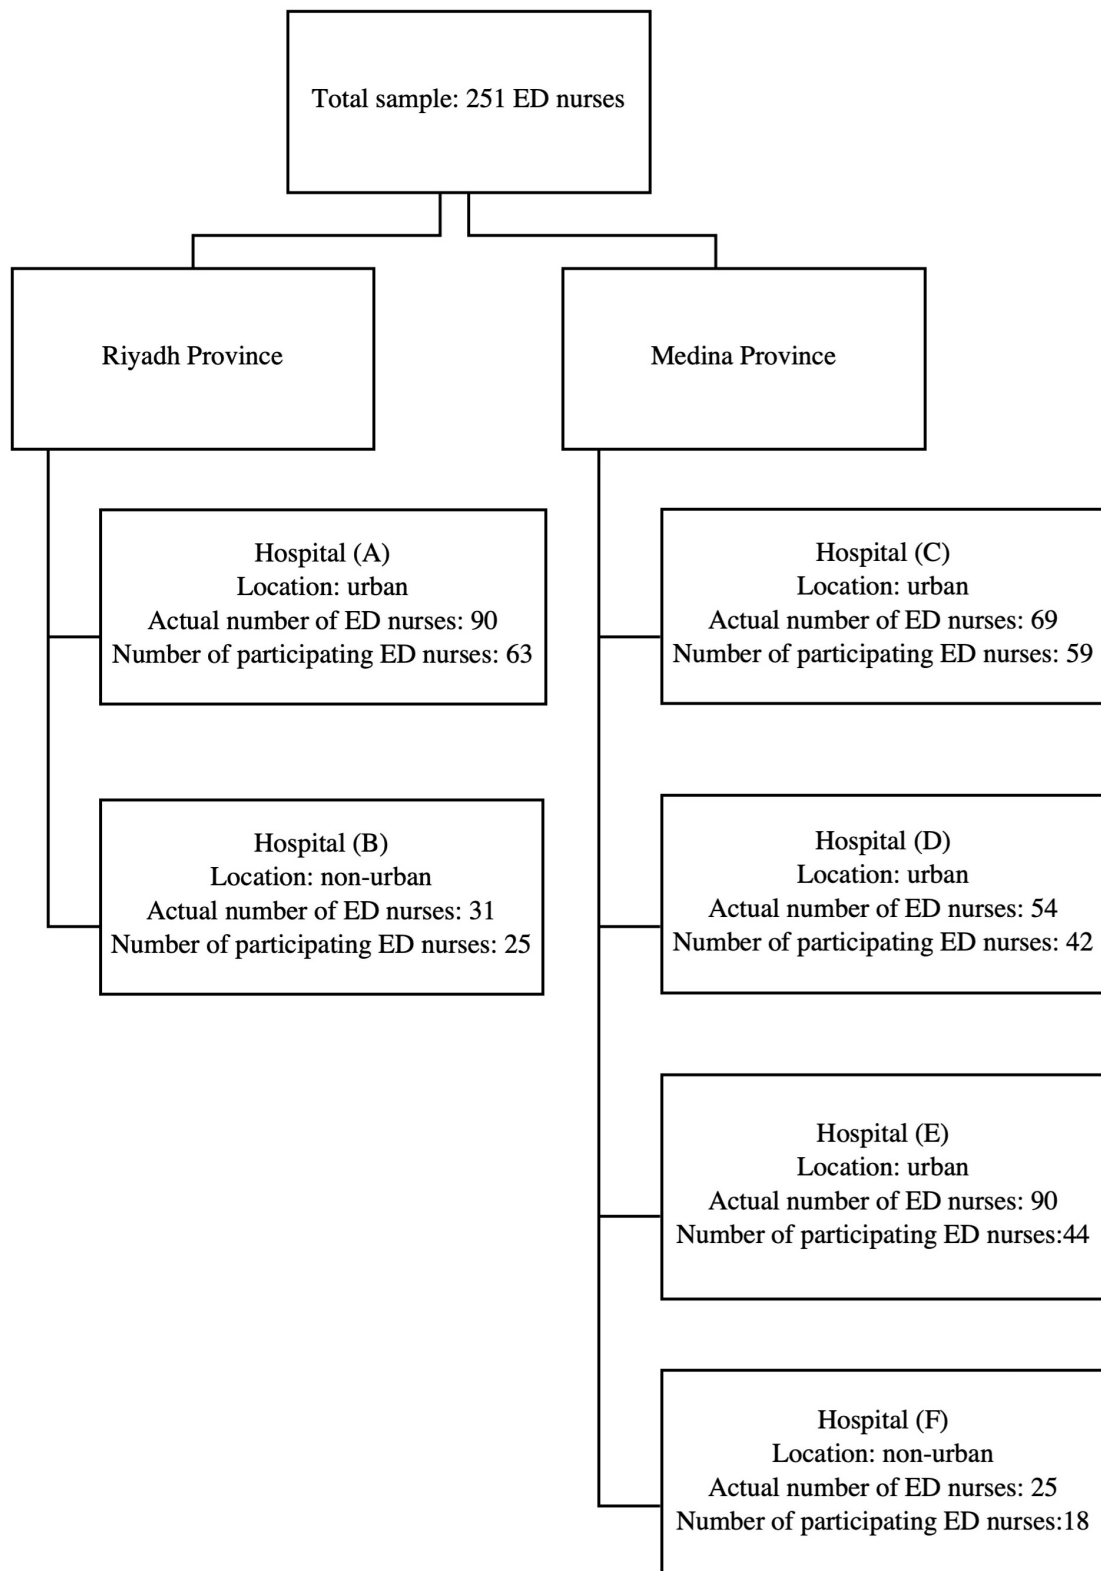 Total sample: 251 ED nurses
Riyadh Province
Medina Province
Hospital (A)
Location: urban
Actual number of ED nurses: 90
Number of participating ED nurses: 63
Hospital (B)
Location: non-urban
Actual number of ED nurses: 31
Number of participating ED nurses: 25
Hospital (C)
Location: urban
Actual number of ED nurses: 69
Number of participating ED nurses: 59
Hospital (D)
Location: urban
Actual number of ED nurses: 54
Number of participating ED nurses: 42
Hospital (E)
Location: urban
Actual number of ED nurses: 90
Number of participating ED nurses:44
Hospital (F)
Location: non-urban
Actual number of ED nurses: 25
Number of participating ED nurses:18